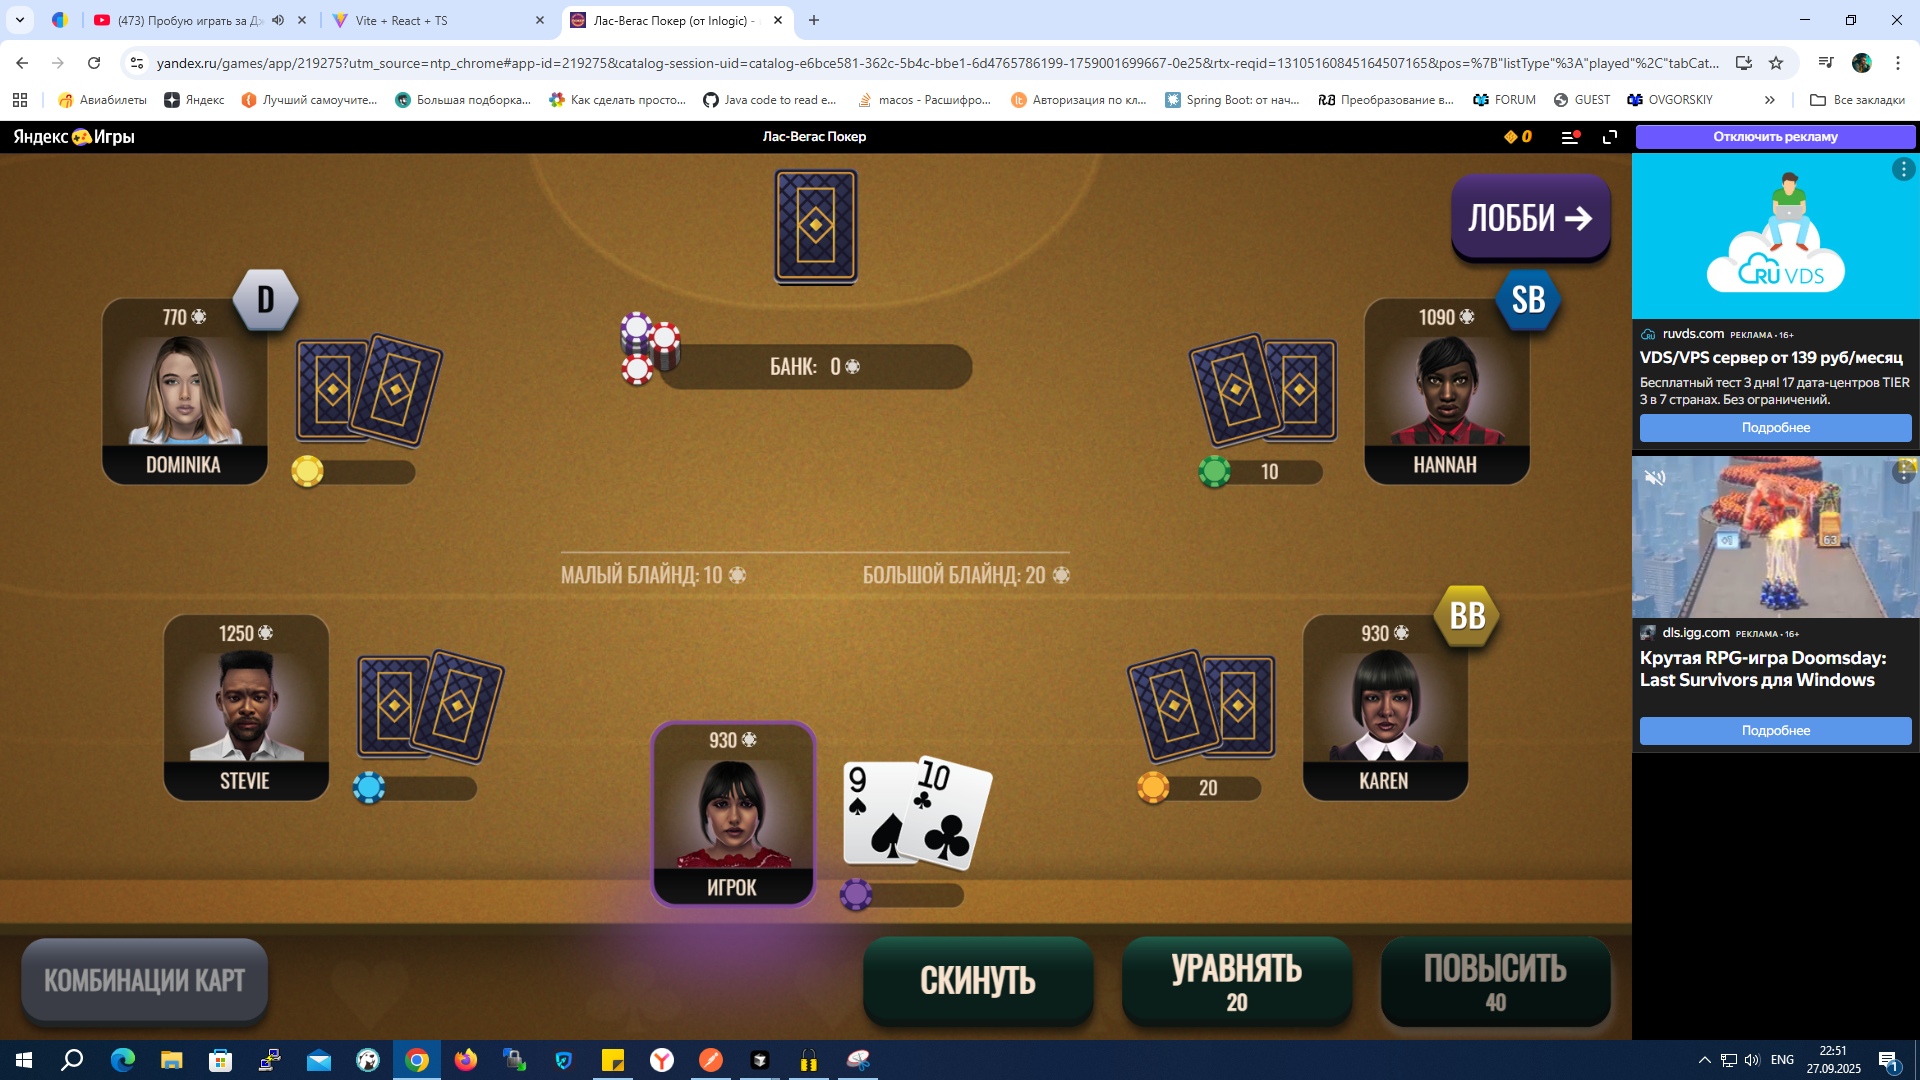 (473) Пробую играть за Дж
Vite + React + TS
Лас-Вегас Покер (от Inlogic) -
yandex.ru/games/app/219275?utm_source=ntp_chrome#app-id=219275&catalog-session-uid=catalog-e6bce581-362c-5b4c-bbe1-6d4765786199-1759001699667-0e25&rtx-reqid=13105160845164507165&pos=%7B"listType"%3A"played"%2C"tabCat...
Авиабилеты
Яндекс
Лучший самоучите...
Большая подборка...
Как сделать просто...
Java code to read e...
macos - Расшифро...
Авторизация по кл...
Spring Boot: от нач...
Преобразование в...
FORUM
GUEST
OVGORSKIY
Все закладки
Яндекс Игры
Лас-Вегас Покер
0
Отключить рекламу
ЛОББИ
D
770
DOMINIKA
БАНК: 0
SB
1090
HANNAH
10
МАЛЫЙ БЛАЙНД: 10
БОЛЬШОЙ БЛАЙНД: 20
1250
STEVIE
930
ИГРОК
9
10
BB
930
KAREN
20
КОМБИНАЦИИ КАРТ
СКИНУТЬ
УРАВНЯТЬ
20
ПОВЫСИТЬ
40
RUVDS
ruvds.com РЕКЛАМА • 16+
VDS/VPS сервер от 139 руб/месяц
Бесплатный тест 3 дня! 17 дата-центров TIER
3 в 7 странах. Без ограничений.
Подробнее
63
dls.igg.com РЕКЛАМА • 16+
Крутая RPG-игра Doomsday:
Last Survivors для Windows
Подробнее
ENG
22:51
27.09.2025
1